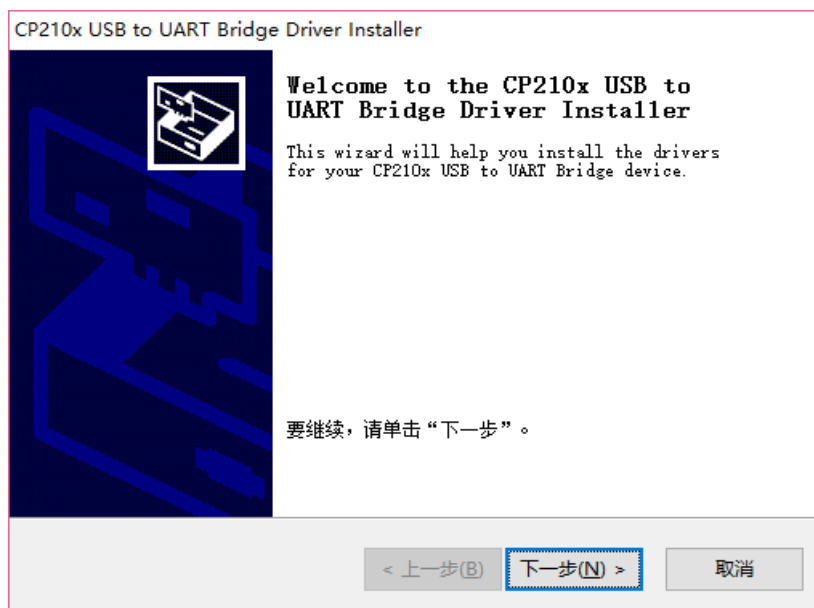 CP210x USB to UART Bridge Driver Installer
Welcome to the CP210x USB to
UART Bridge Driver Installer
This wizard will help you install the drivers
for your CP210x USB to UART Bridge device.
要继续，请单击“下一步”。
< 上一步(B)
下一步(N) >
取消